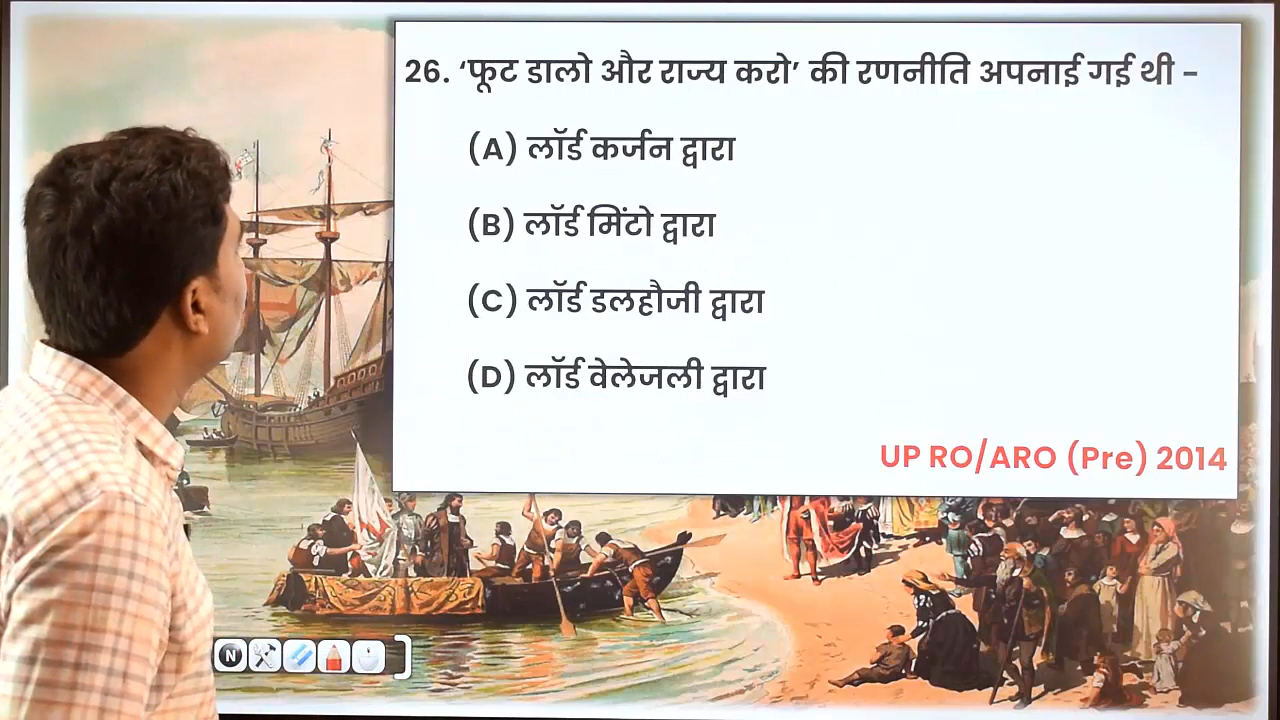 26. ‘फूट डालो और राज्य करो’ की रणनीति अपनाई गई थी -
(A) लॉर्ड कर्जन द्वारा
(B) लॉर्ड मिंटो द्वारा
(C) लॉर्ड डलहौजी द्वारा
(D) लॉर्ड वेलेजली द्वारा
UP RO/ARO (Pre) 2014
N